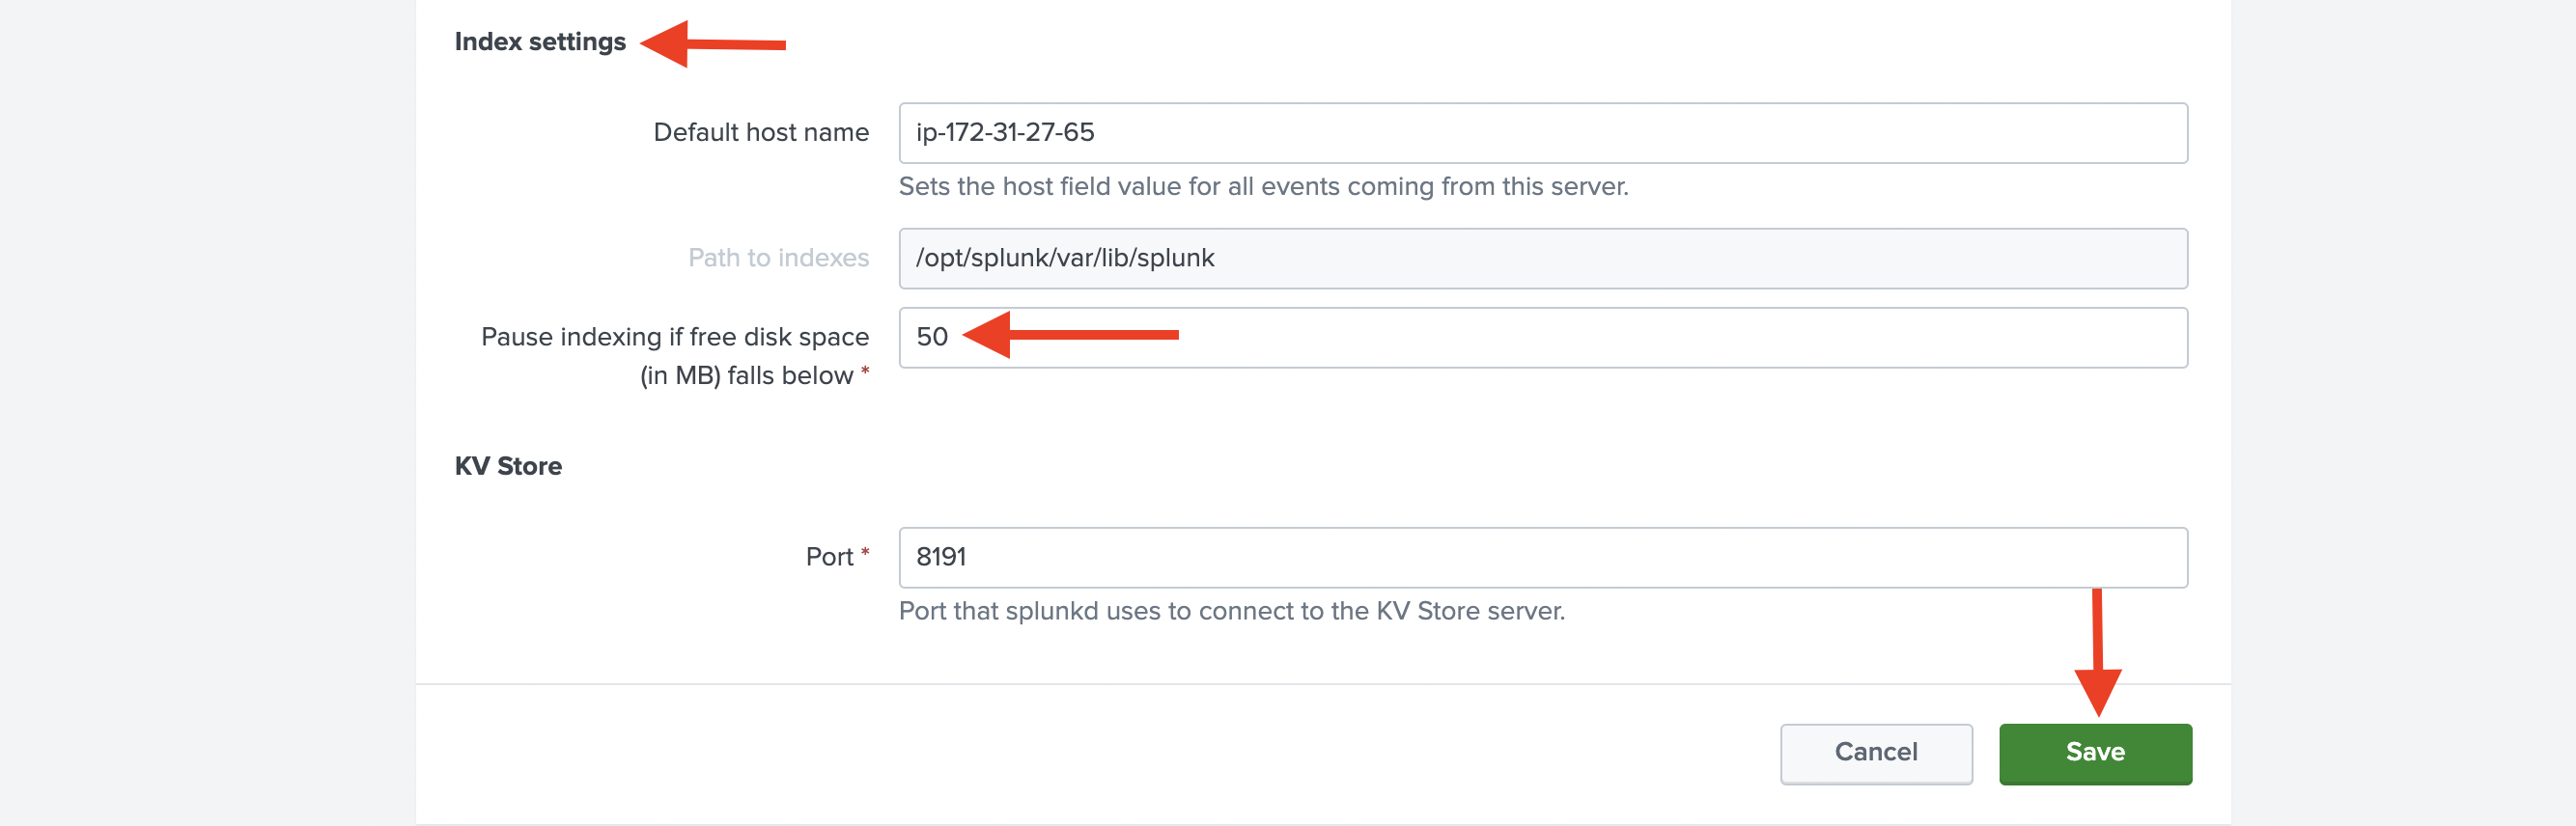 Index settings
Default host name
ip-172-31-27-65
Sets the host field value for all events coming from this server.
Path to indexes
/opt/splunk/var/lib/splunk
Pause indexing if free disk space
(in MB) falls below *
50
KV Store
Port *
8191
Port that splunkd uses to connect to the KV Store server.
Cancel
Save